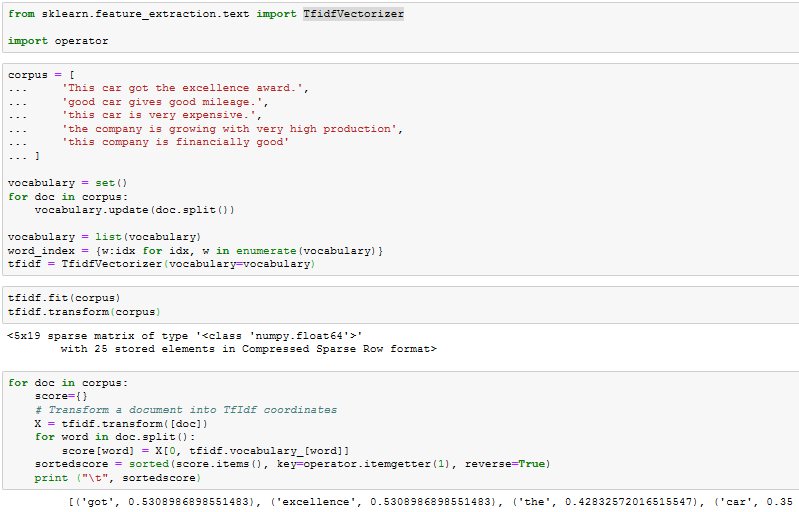 from sklearn.feature_extraction.text import TfidfVectorizer
import operator
corpus = [
...     'This car got the excellence award.',
...     'good car gives good mileage.',
...     'this car is very expensive.',
...     'the company is growing with very high production',
...     'this company is financially good'
... ]
vocabulary = set()
for doc in corpus:
    vocabulary.update(doc.split())
vocabulary = list(vocabulary)
word_index = {w:idx for idx, w in enumerate(vocabulary)}
tfidf = TfidfVectorizer(vocabulary=vocabulary)
tfidf.fit(corpus)
tfidf.transform(corpus)
<5x19 sparse matrix of type '<class 'numpy.float64'>'
        with 25 stored elements in Compressed Sparse Row format>
for doc in corpus:
    score={}
    # Transform a document into TfIdf coordinates
    X = tfidf.transform([doc])
    for word in doc.split():
        score[word] = X[0, tfidf.vocabulary_[word]]
    sortedscore = sorted(score.items(), key=operator.itemgetter(1), reverse=True)
    print ("\t", sortedscore)
[('got', 0.5308986898551483), ('excellence', 0.5308986898551483), ('the', 0.42832572016515547), ('car', 0.35